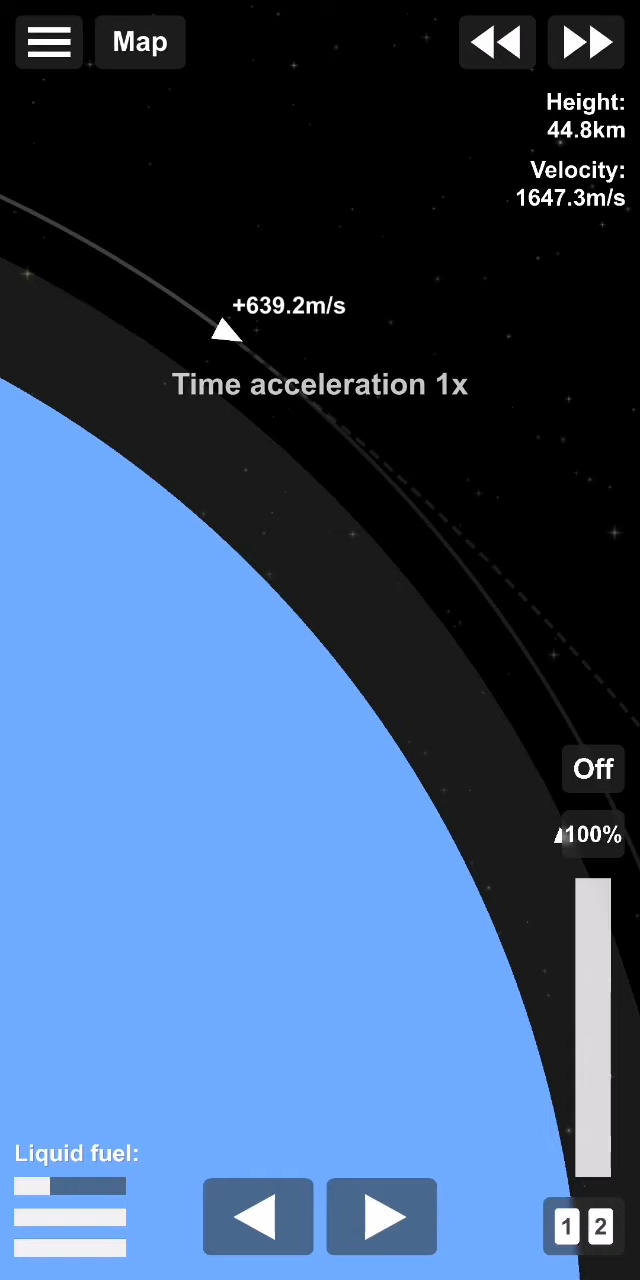 Map
Height:
44.8km
Velocity:
1647.3m/s
+639.2m/s
Time acceleration 1x
Off
100%
Liquid fuel:
1 2